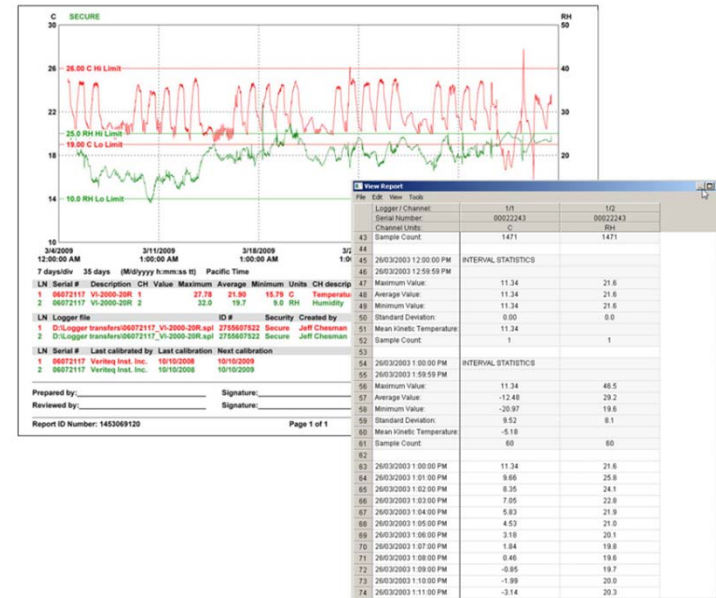 C SECURE RH
30 50
26.00 C Hi Limit
26 40
22 30
25.0 RH Hi Limit
19.00 C Lo Limit
18 20
14
10.0 RH Lo Limit
10
3/4/2009 3/11/2009 3/18/2009
12:00:00 AM 1:00:00 AM 1:00:00 AM
7 days/div 35 days (M/d/yyyy h:mm:ss tt) Pacific Time
LN Serial # Description CH Value Maximum Average Minimum Units CH descrip
1 06072117 VI-2000-20R 1 27.78 21.90 15.79 C Temperatu
2 06072117 VI-2000-20R 2 32.0 19.7 9.0 RH Humidity
LN Logger file ID # Security Created by
1 D:\Logger transfers\06072117_VI-2000-20R.spl 2755607522 Secure Jeff Chesman
2 D:\Logger transfers\06072117_VI-2000-20R.spl 2755607522 Secure Jeff Chesman
LN Serial # Last calibrated by Last calibration Next calibration
1 06072117 Veriteq Inst. Inc. 10/10/2008 10/10/2009
2 06072117 Veriteq Inst. Inc. 10/10/2008 10/10/2009
Prepared by: Signature:
Reviewed by: Signature:
Report ID Number: 1453069120 Page 1 of 1
View Report
File Edit View Tools
Logger / Channel: 1/1 1/2
Serial Number: 00022243 00022243
Channel Units: C RH
43 Sample Count: 1471 1471
44
45 26/03/2003 12:00:00 PM INTERVAL STATISTICS
46 26/03/2003 12:59:59 PM
47 Maximum Value: 11.34 21.6
48 Average Value: 11.34 21.6
49 Minimum Value: 11.34 21.6
50 Standard Deviation: 0.00 0.0
51 Mean Kinetic Temperature: 11.34
52 Sample Count: 1 1
53
54 26/03/2003 1:00:00 PM INTERVAL STATISTICS
55 26/03/2003 1:59:59 PM
56 Maximum Value: 11.34 46.5
57 Average Value: -12.48 29.2
58 Minimum Value: -20.97 19.6
59 Standard Deviation: 9.52 8.1
60 Mean Kinetic Temperature: -5.18
61 Sample Count: 60 60
62
63 26/03/2003 1:00:00 PM 11.34 21.6
64 26/03/2003 1:01:00 PM 9.66 25.8
65 26/03/2003 1:02:00 PM 8.35 24.1
66 26/03/2003 1:03:00 PM 7.05 22.8
67 26/03/2003 1:04:00 PM 5.83 21.9
68 26/03/2003 1:05:00 PM 4.53 21.0
69 26/03/2003 1:06:00 PM 3.18 20.1
70 26/03/2003 1:07:00 PM 1.84 19.8
71 26/03/2003 1:08:00 PM 0.46 19.6
72 26/03/2003 1:09:00 PM -0.85 19.7
73 26/03/2003 1:10:00 PM -1.99 20.0
74 26/03/2003 1:11:00 PM -3.14 20.3